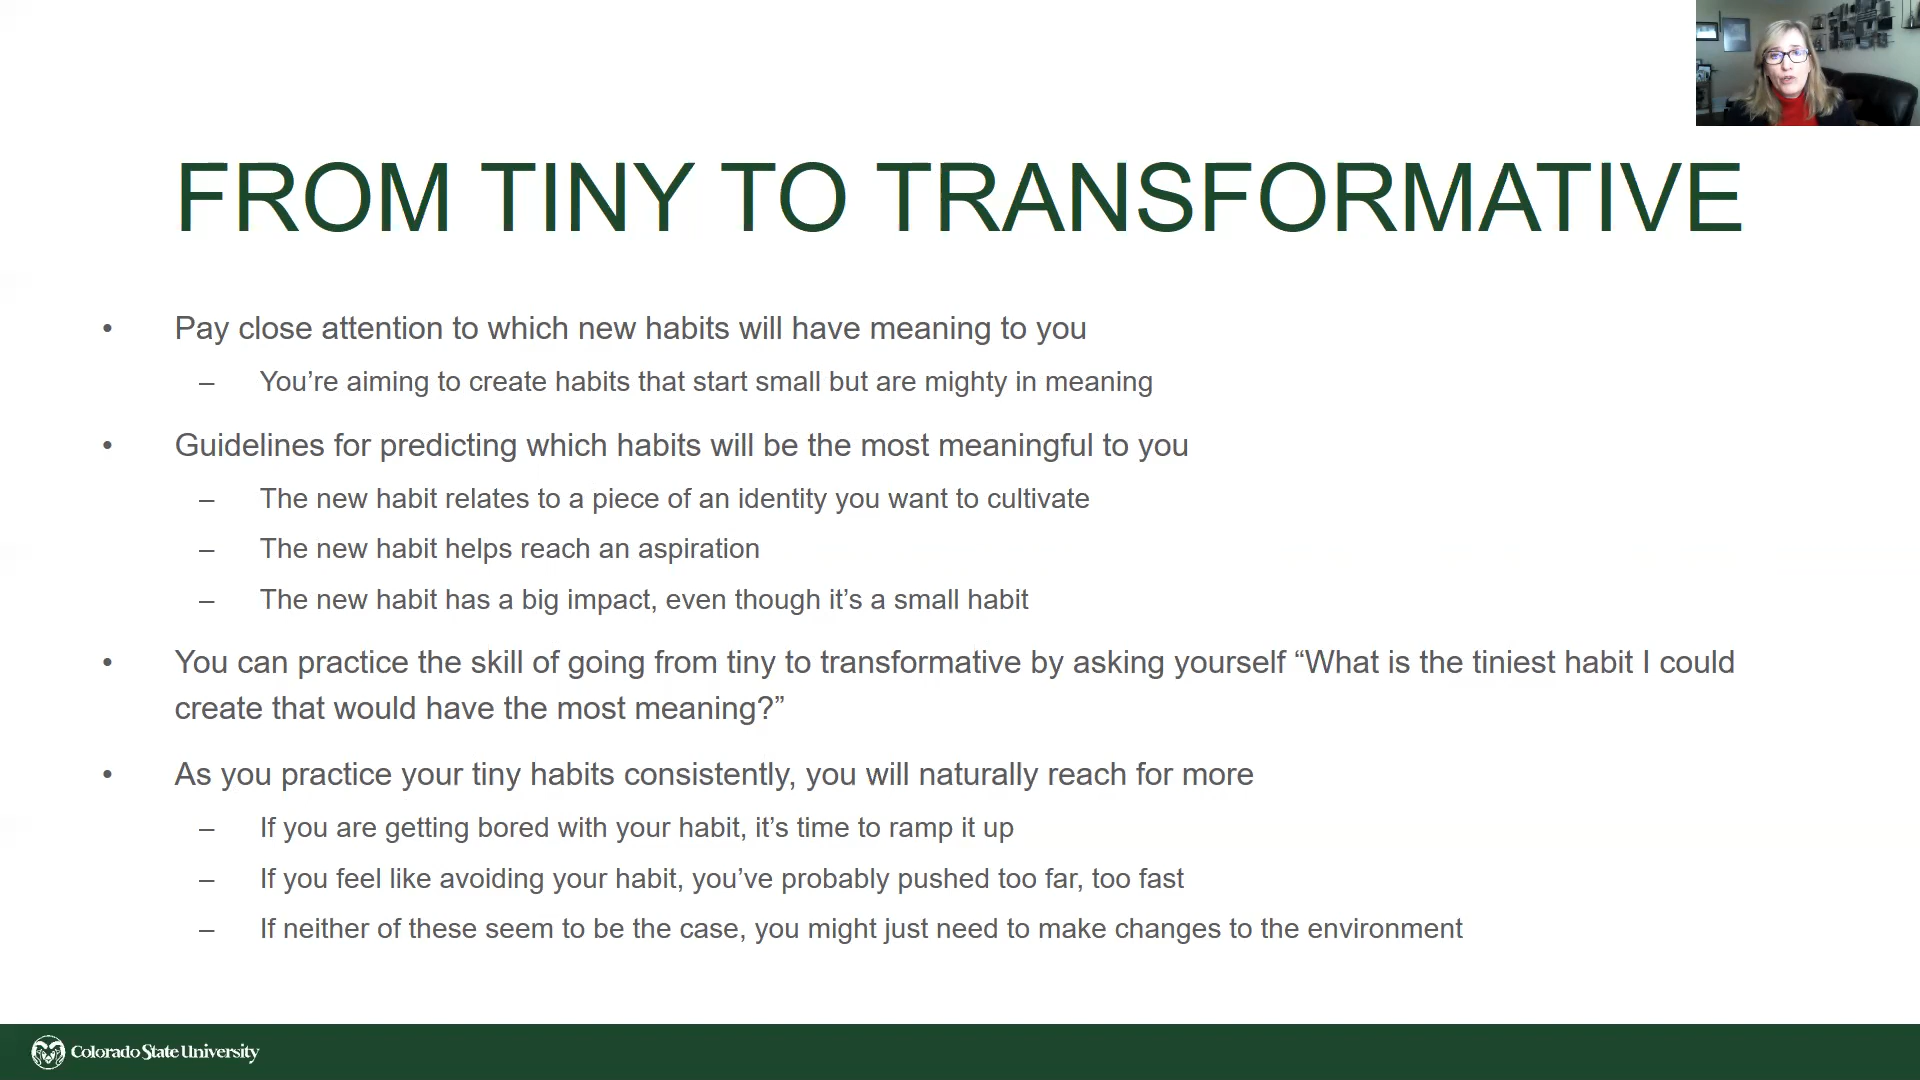 FROM TINY TO TRANSFORMATIVE
• Pay close attention to which new habits will have meaning to you
– You’re aiming to create habits that start small but are mighty in meaning
• Guidelines for predicting which habits will be the most meaningful to you
– The new habit relates to a piece of an identity you want to cultivate
– The new habit helps reach an aspiration
– The new habit has a big impact, even though it’s a small habit
• You can practice the skill of going from tiny to transformative by asking yourself “What is the tiniest habit I could
create that would have the most meaning?”
• As you practice your tiny habits consistently, you will naturally reach for more
– If you are getting bored with your habit, it’s time to ramp it up
– If you feel like avoiding your habit, you’ve probably pushed too far, too fast
– If neither of these seem to be the case, you might just need to make changes to the environment
Colorado State University